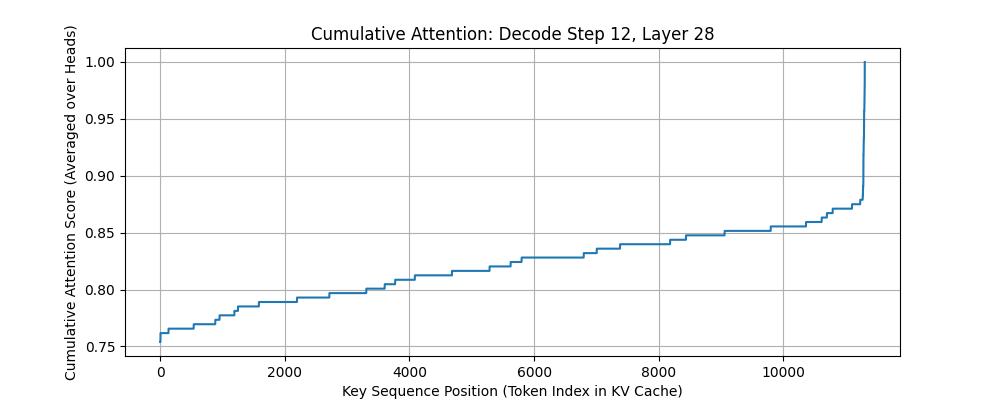 Cumulative Attention: Decode Step 12, Layer 28
Cumulative Attention Score (Averaged over Heads)
1.00
0.95
0.90
0.85
0.80
0.75
0 2000 4000 6000 8000 10000
Key Sequence Position (Token Index in KV Cache)